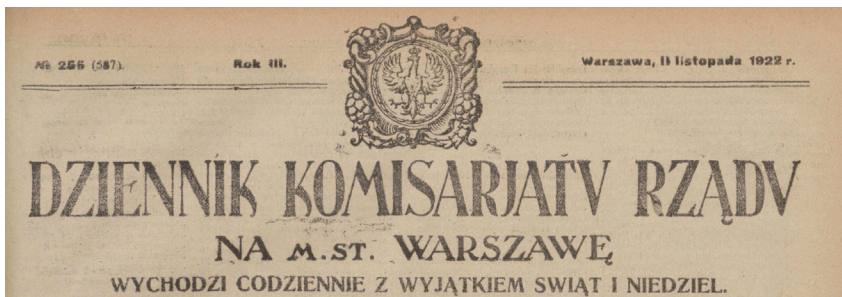 № 255 (587). Rok III. Warszawa, 11 listopada 1922 r.
DZIENNIK KOMISARJATV RZĄDV
NA M.ST. WARSZAWĘ
WYCHODZI CODZIENNIE Z WYJĄTKIEM SWIĄT I NIEDZIEL.